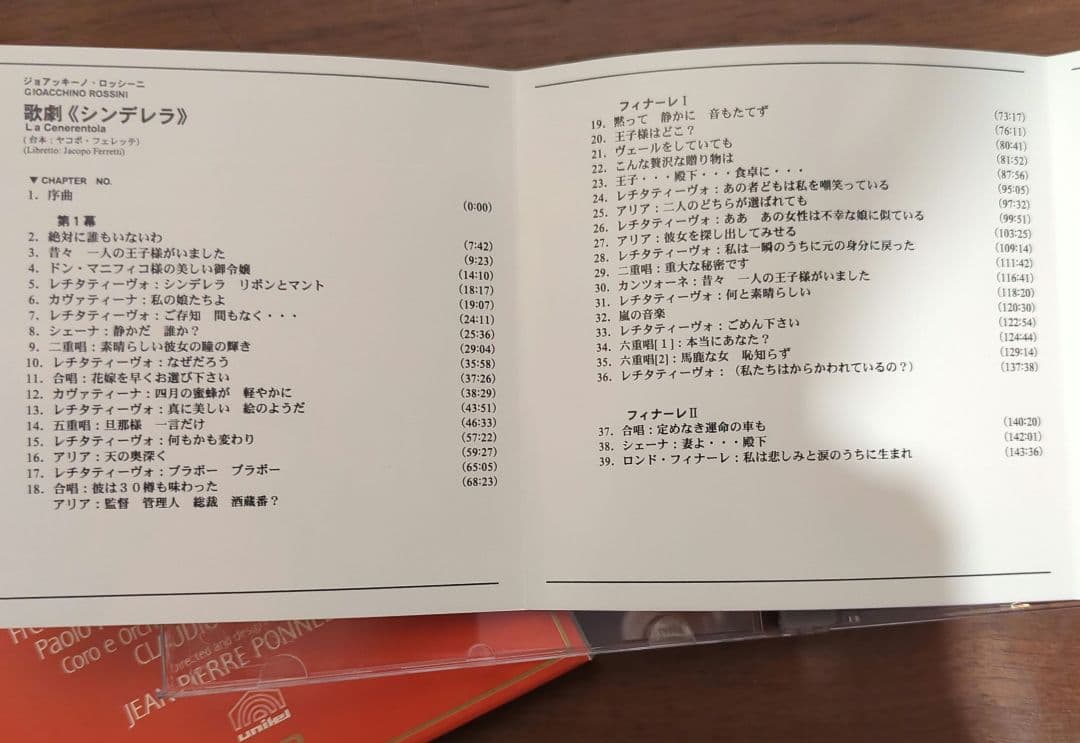 ジョアッキーノ・ロッシーニ
GIOACCHINO ROSSINI
歌劇《シンデレラ》
La Cenerentola
(台本：ヤコポ・フェレッテ)
(Libretto: Jacopo Ferretti)
▼CHAPTER NO.
1. 序曲 (0:00)
第1幕
2. 絶対に誰もいないわ (7:42)
3. 昔々 一人の王子様がいました (9:23)
4. ドン・マニフィコ様の美しい御令嬢 (14:10)
5. レチタティーヴォ：シンデレラ リボンとマント (18:17)
6. カヴァティーナ：私の娘たちよ (19:07)
7. レチタティーヴォ：ご存知 間もなく・・・ (24:11)
8. シェーナ：静かだ 誰か？ (25:36)
9. 二重唱：素晴らしい彼女の瞳の輝き (29:04)
10. レチタティーヴォ：なぜだろう (35:58)
11. 合唱：花嫁を早くお選び下さい (37:26)
12. カヴァティーナ：四月の蜜蜂が 軽やかに (38:29)
13. レチタティーヴォ：真に美しい 絵のようだ (43:51)
14. 五重唱：旦那様 一言だけ (46:33)
15. レチタティーヴォ：何もかも変わり (57:22)
16. アリア：天の奥深く (59:27)
17. レチタティーヴォ：ブラボー ブラボー (65:05)
18. 合唱：彼は３０樽も味わった (68:23)
アリア：監督 管理人 総裁 酒蔵番？
フィナーレⅠ
19. 黙って 静かに 音もたてず (73:17)
20. 王子様はどこ？ (76:11)
21. ヴェールをしていても (80:41)
22. こんな贅沢な贈り物は (81:52)
23. 王子・・・殿下・・・食卓に・・・ (87:56)
24. レチタティーヴォ：あの者どもは私を嘲笑っている (95:05)
25. アリア：二人のどちらが選ばれても (97:32)
26. レチタティーヴォ：ああ あの女性は不幸な娘に似ている (99:51)
27. アリア：彼女を探し出してみせる (103:25)
28. レチタティーヴォ：私は一瞬のうちに元の身分に戻った (109:14)
29. 二重唱：重大な秘密です (111:42)
30. カンツォーネ：昔々 一人の王子様がいました (116:41)
31. レチタティーヴォ：何と素晴らしい (118:20)
32. 嵐の音楽 (120:30)
33. レチタティーヴォ：ごめん下さい (122:54)
34. 六重唱[1]：本当にあなた？ (124:44)
35. 六重唱[2]：馬鹿な女 恥知らず (129:14)
36. レチタティーヴォ：（私たちはからかわれているの？） (137:38)
フィナーレⅡ
37. 合唱：定めなき運命の車も (140:20)
38. シェーナ：妻よ・・・殿下 (142:01)
39. ロンド・フィナーレ：私は悲しみと涙のうちに生まれ (143:36)
Paolo
Coro e Orch
CLAUDIO
directed and design
JEAN-PIERRE PONNE
unitel